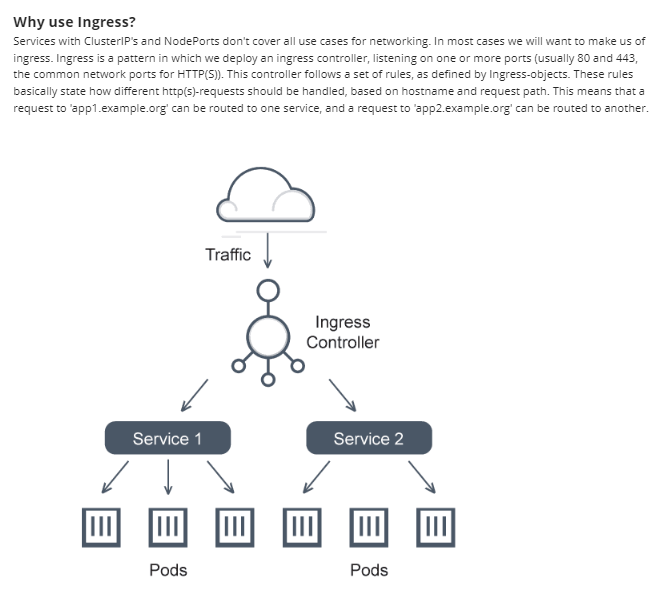 Why use Ingress?
Services with ClusterIP's and NodePorts don't cover all use cases for networking. In most cases we will want to make us of
ingress. Ingress is a pattern in which we deploy an ingress controller, listening on one or more ports (usually 80 and 443,
the common network ports for HTTP(S)). This controller follows a set of rules, as defined by Ingress-objects. These rules
basically state how different http(s)-requests should be handled, based on hostname and request path. This means that a
request to 'app1.example.org' can be routed to one service, and a request to 'app2.example.org' can be routed to another.
Traffic
Ingress
Controller
Service 1
Service 2
Pods
Pods